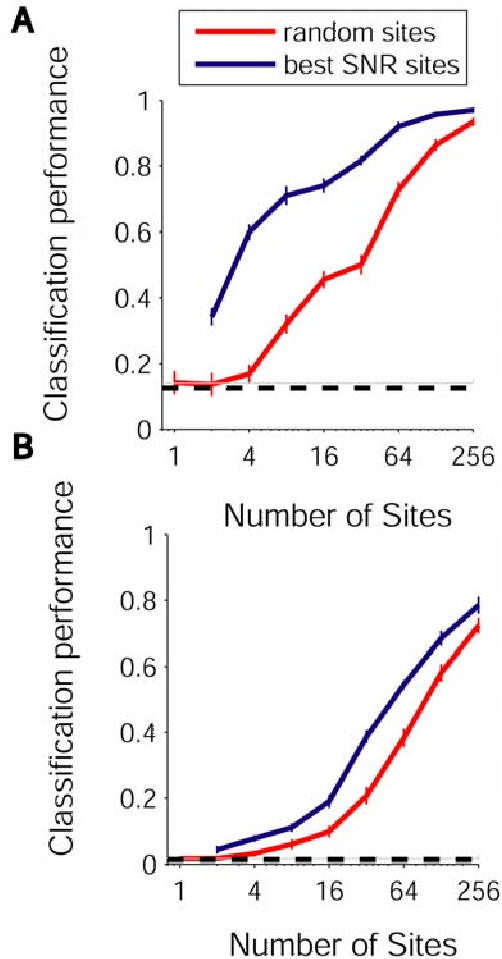 A
random sites
best SNR sites
Classification performance
1
0.8
0.6
0.4
0.2
0
1 4 16 64 256
Number of Sites
B
Classification performance
1
0.8
0.6
0.4
0.2
0
1 4 16 64 256
Number of Sites